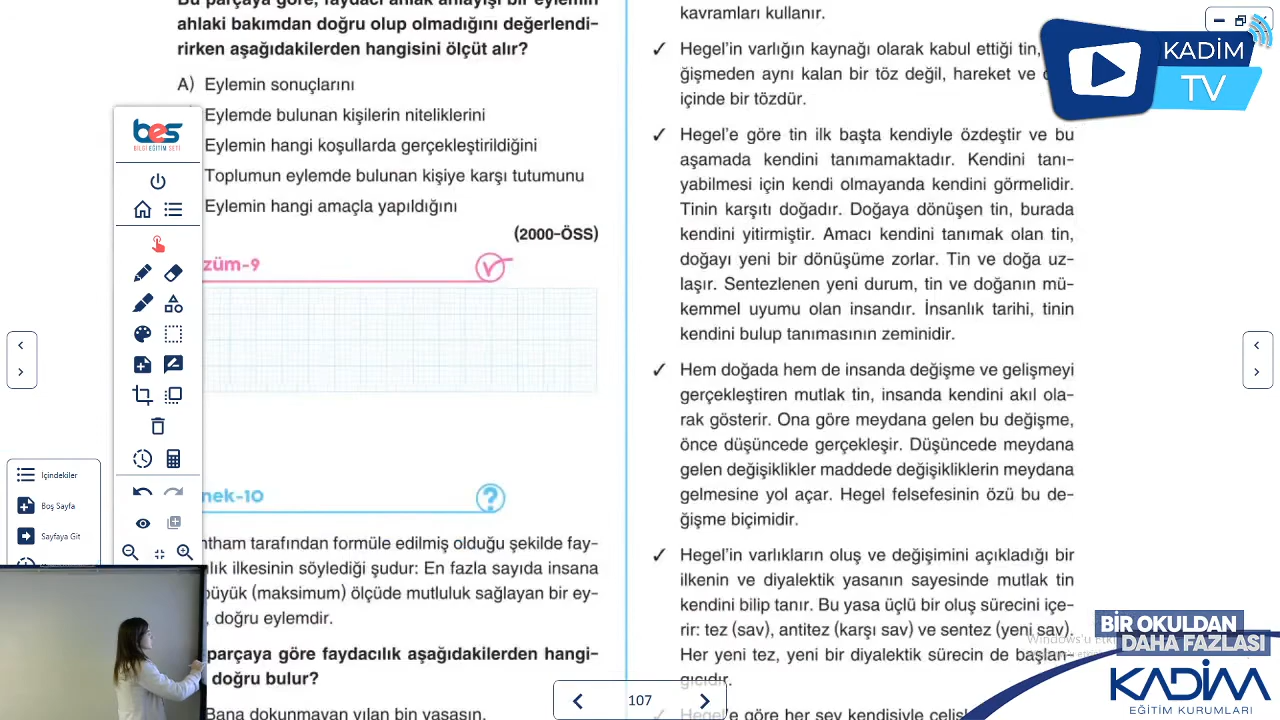 Bu parçaya göre, faydacı ahlak anlayışı bir eylemin
ahlaki bakımdan doğru olup olmadığını değerlendi-
rirken aşağıdakilerden hangisini ölçüt alır?
A) Eylemin sonuçlarını
Eylemde bulunan kişilerin niteliklerini
Eylemin hangi koşullarda gerçekleştirildiğini
Toplumun eylemde bulunan kişiye karşı tutumunu
Eylemin hangi amaçla yapıldığını
(2000-ÖSS)
züm-9
nek-10
ntham tarafından formüle edilmiş olduğu şekilde fay-
lık ilkesinin söylediği şudur: En fazla sayıda insana
büyük (maksimum) ölçüde mutluluk sağlayan bir ey-
, doğru eylemdir.
parçaya göre faydacılık aşağıdakilerden hangi-
doğru bulur?
Bana dokunmayan yılan bin yaşasın.
kavramları kullanır.
✓ Hegel'in varlığın kaynağı olarak kabul ettiği tin,
ğişmeden aynı kalan bir töz değil, hareket ve
içinde bir tözdür.
✓ Hegel'e göre tin ilk başta kendiyle özdeştir ve bu
aşamada kendini tanımamaktadır. Kendini tanı-
yabilmesi için kendi olmayanda kendini görmelidir.
Tinin karşıtı doğadır. Doğaya dönüşen tin, burada
kendini yitirmiştir. Amacı kendini tanımak olan tin,
doğayı yeni bir dönüşüme zorlar. Tin ve doğa uz-
laşır. Sentezlenen yeni durum, tin ve doğanın mü-
kemmel uyumu olan insandır. İnsanlık tarihi, tinin
kendini bulup tanımasının zeminidir.
✓ Hem doğada hem de insanda değişme ve gelişmeyi
gerçekleştiren mutlak tin, insanda kendini akıl ola-
rak gösterir. Ona göre meydana gelen bu değişme,
önce düşüncede gerçekleşir. Düşüncede meydana
gelen değişiklikler maddede değişikliklerin meydana
gelmesine yol açar. Hegel felsefesinin özü bu de-
ğişme biçimidir.
✓ Hegel'in varlıkların oluş ve değişimini açıkladığı bir
ilkenin ve diyalektik yasanın sayesinde mutlak tin
kendini bilip tanır. Bu yasa üçlü bir oluş sürecini içe-
rir: tez (sav), antitez (karşı sav) ve sentez (yeni sav).
Her yeni tez, yeni bir diyalektik sürecin de başlan-
gıcıdır.
✓ Hegel'e göre her şey kendisiyle
bes
BİLGİ EĞİTİM SETİ
İçindekiler
Boş Sayfa
Sayfaya Git
107
KADİM
TV
Windows'u
BİR OKULDAN
DAHA FAZLASI
KADİM
EĞİTİM KURUMLARI